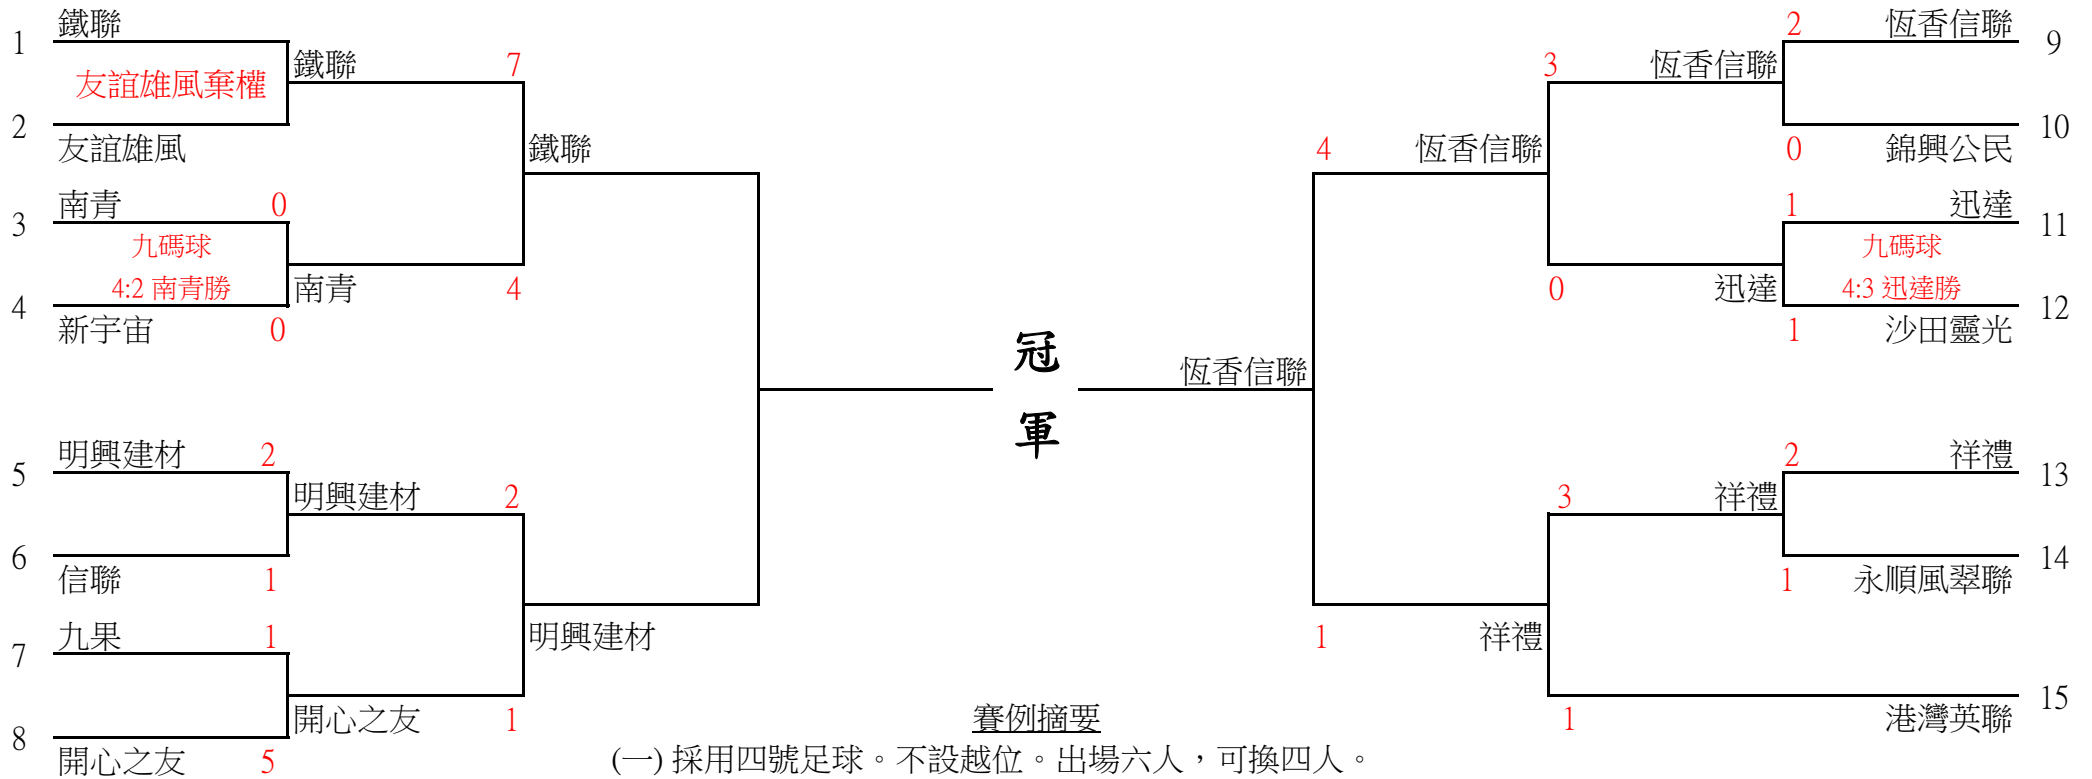 鐵聯
1
鐵聯
7
友誼雄風棄權
2
友誼雄風
鐵聯
南青
0
3
九碼球
4:2 南青勝
南青
4
4
新宇宙
0
明興建材
2
5
明興建材
2
6
信聯
1
九果
1
7
明興建材
開心之友
1
8
開心之友
5
冠
軍
2
恆香信聯
9
3
恆香信聯
10
4
恆香信聯
0
錦興公民
1
迅達
11
九碼球
0
迅達
4:3 迅達勝
12
1
沙田靈光
恆香信聯
2
祥禮
13
3
祥禮
14
1
永順風翠聯
1
祥禮
15
1
港灣英聯
賽例摘要
(一) 採用四號足球。不設越位。出場六人，可換四人。